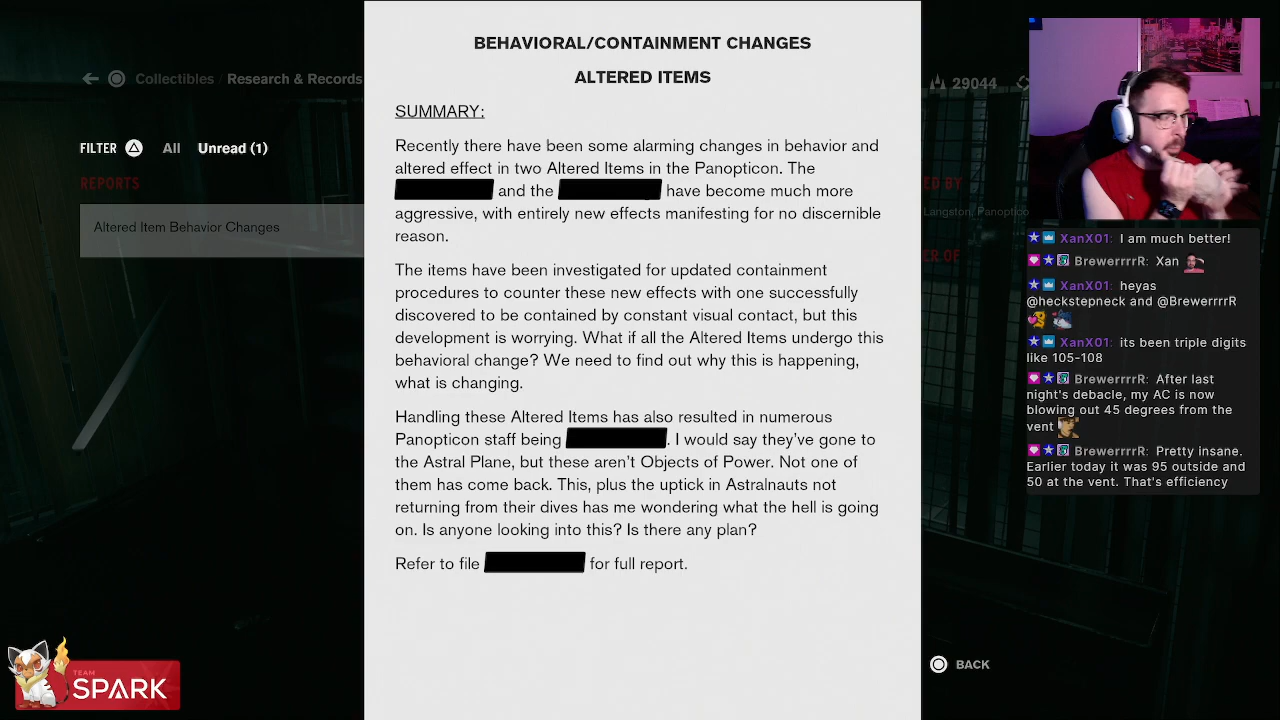 BEHAVIORAL/CONTAINMENT CHANGES
ALTERED ITEMS
SUMMARY:
Recently there have been some alarming changes in behavior and
altered effect in two Altered Items in the Panopticon. The
and the have become much more
aggressive, with entirely new effects manifesting for no discernible
reason.
The items have been investigated for updated containment
procedures to counter these new effects with one successfully
discovered to be contained by constant visual contact, but this
development is worrying. What if all the Altered Items undergo this
behavioral change? We need to find out why this is happening,
what is changing.
Handling these Altered Items has also resulted in numerous
Panopticon staff being . I would say they've gone to
the Astral Plane, but these aren't Objects of Power. Not one of
them has come back. This, plus the uptick in Astralnauts not
returning from their dives has me wondering what the hell is going
on. Is anyone looking into this? Is there any plan?
Refer to file for full report.
Collectibles / Research & Records
FILTER All Unread (1)
REPORTS
Altered Item Behavior Changes
29044
ED BY
Langston, Panoptico
ER OF
BACK
XanX01: I am much better!
BrewerrrR: Xan
XanX01: heyas
@heckstepneck and @BrewerrrR
XanX01: its been triple digits
like 105-108
BrewerrrR: After last
night's debacle, my AC is now
blowing out 45 degrees from the
vent
BrewerrrR: Pretty insane.
Earlier today it was 95 outside and
50 at the vent. That's efficiency
TEAM
SPARK